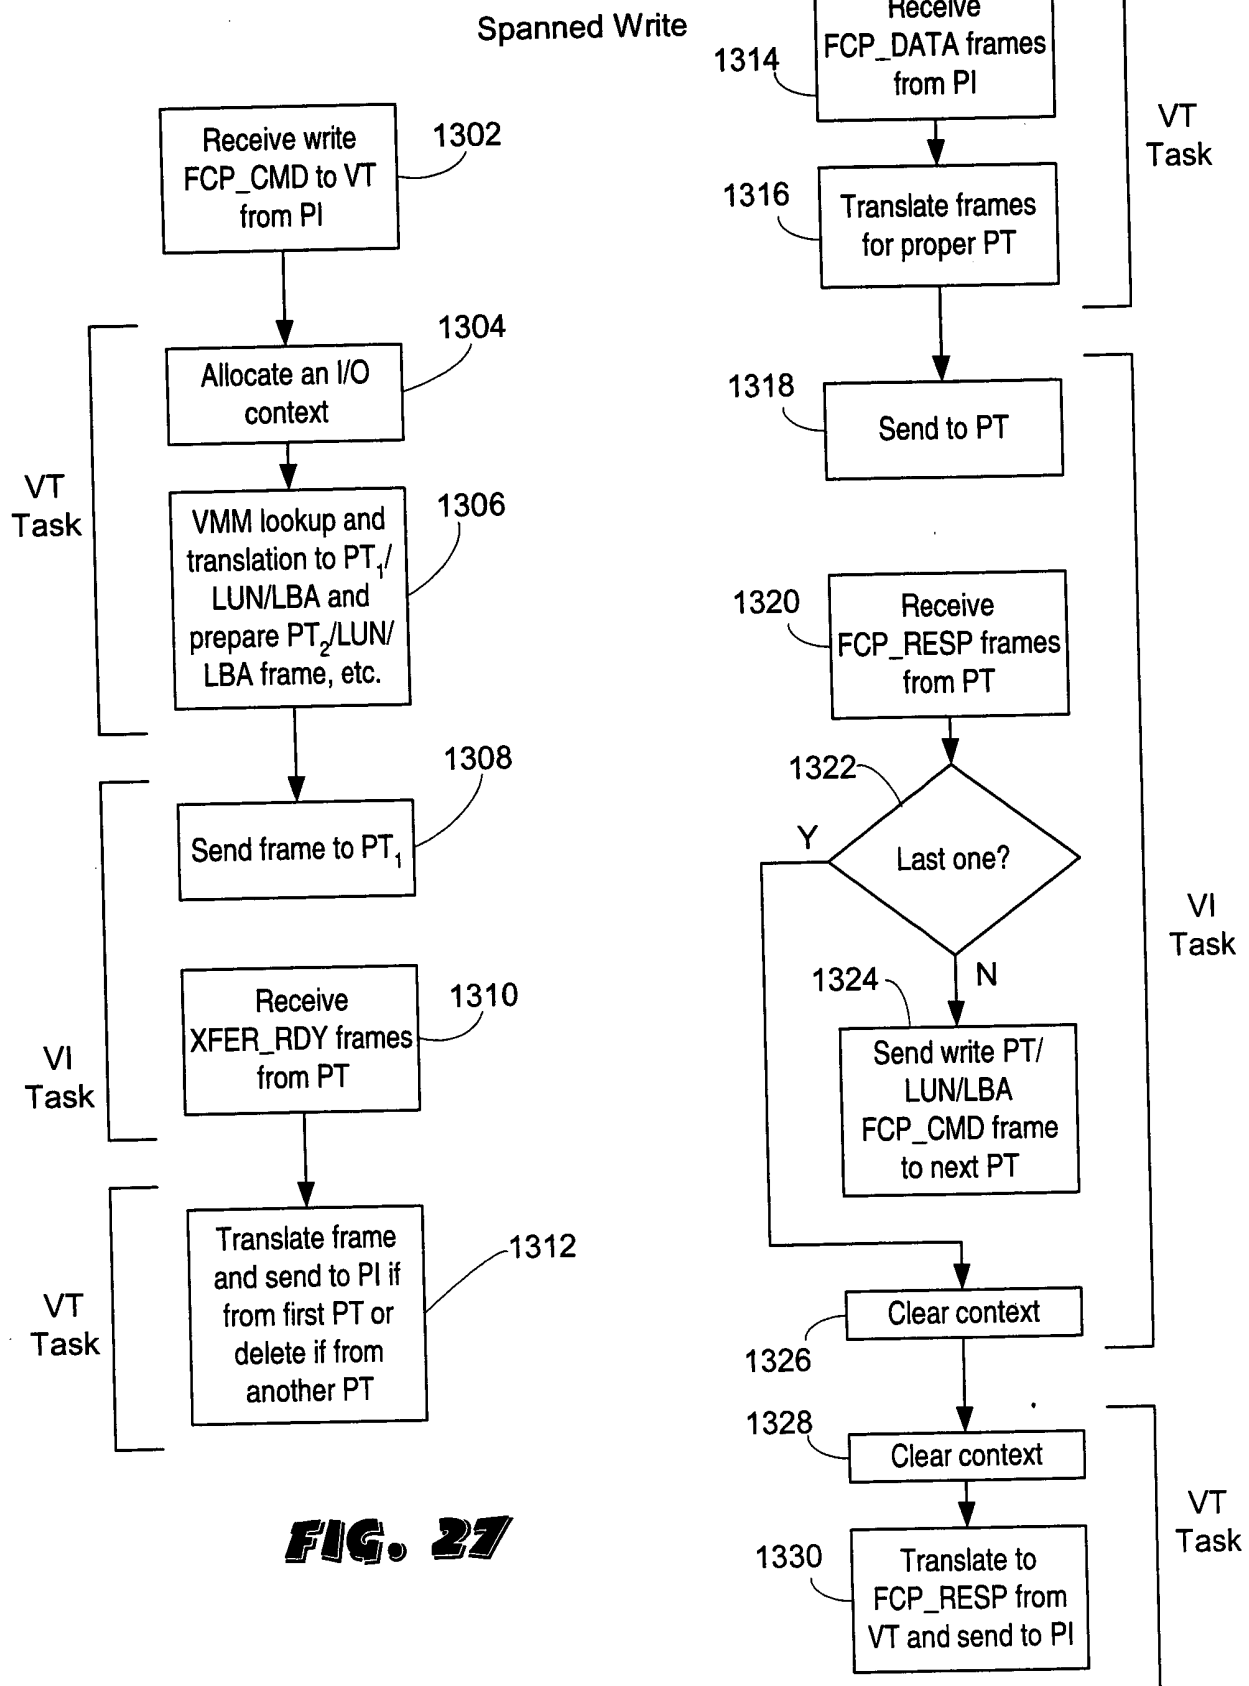 Spanned Write
1302
Receive write
FCP_CMD to VT
from PI
1304
Allocate an I/O
context
VT
Task
1306
VMM lookup and
translation to PT1/
LUN/LBA and
prepare PT2/LUN/
LBA frame, etc.
1308
Send frame to PT1
1310
Receive
XFER_RDY frames
from PT
VI
Task
1312
Translate frame
and send to PI if
from first PT or
delete if from
another PT
VT
Task
FIG. 27
1314
Receive
FCP_DATA frames
from PI
VT
Task
1316
Translate frames
for proper PT
1318
Send to PT
1320
Receive
FCP_RESP frames
from PT
1322
Y
Last one?
N
VI
Task
1324
Send write PT/
LUN/LBA
FCP_CMD frame
to next PT
Clear context
1326
1328
Clear context
VT
Task
1330
Translate to
FCP_RESP from
VT and send to PI